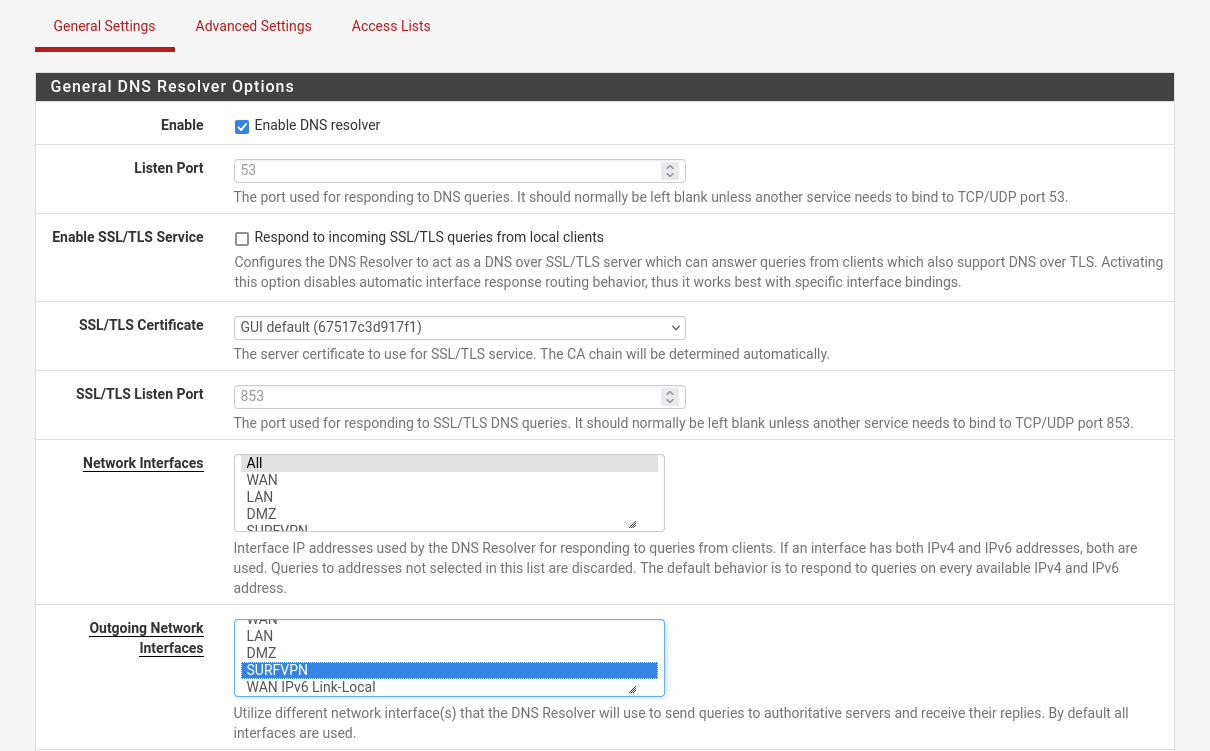 General Settings Advanced Settings Access Lists
General DNS Resolver Options
Enable Enable DNS resolver
Listen Port 53
The port used for responding to DNS queries. It should normally be left blank unless another service needs to bind to TCP/UDP port 53.
Enable SSL/TLS Service Respond to incoming SSL/TLS queries from local clients
Configures the DNS Resolver to act as a DNS over SSL/TLS server which can answer queries from clients which also support DNS over TLS. Activating
this option disables automatic interface response routing behavior, thus it works best with specific interface bindings.
SSL/TLS Certificate GUI default (67517c3d917f1)
The server certificate to use for SSL/TLS service. The CA chain will be determined automatically.
SSL/TLS Listen Port 853
The port used for responding to SSL/TLS DNS queries. It should normally be left blank unless another service needs to bind to TCP/UDP port 853.
Network Interfaces All
WAN
LAN
DMZ
SURFVPN
Interface IP addresses used by the DNS Resolver for responding to queries from clients. If an interface has both IPv4 and IPv6 addresses, both are
used. Queries to addresses not selected in this list are discarded. The default behavior is to respond to queries on every available IPv4 and IPv6
address.
Outgoing Network
Interfaces
WAN
LAN
DMZ
SURFVPN
WAN IPv6 Link-Local
Utilize different network interface(s) that the DNS Resolver will use to send queries to authoritative servers and receive their replies. By default all
interfaces are used.